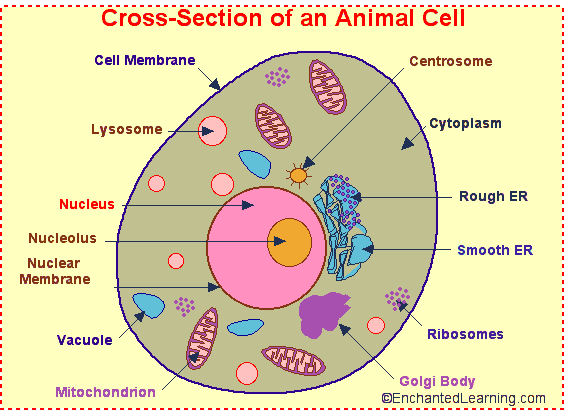 Cross-Section of an Animal Cell
Cell Membrane
Centrosome
Lysosome
Cytoplasm
Nucleus
Rough ER
Nucleolus
Smooth ER
Nuclear
Membrane
Vacuole
Ribosomes
Mitochondrion
Golgi Body
©EnchantedLearning.com